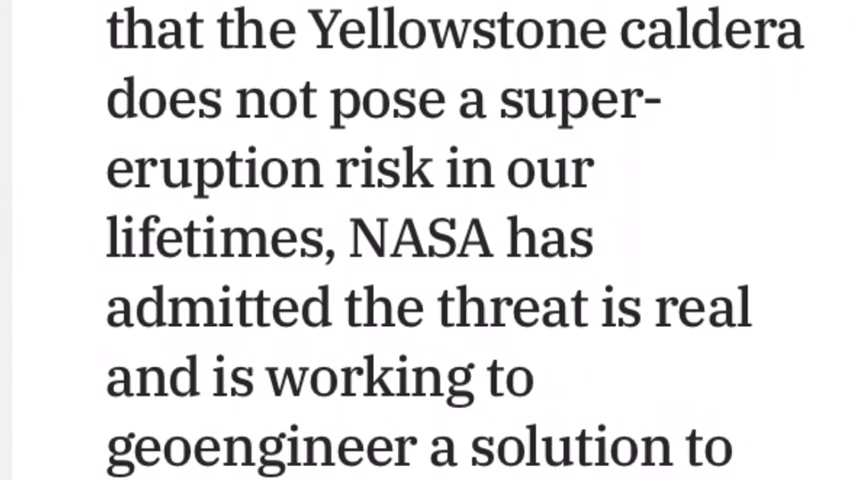 that the Yellowstone caldera
does not pose a super-
eruption risk in our
lifetimes, NASA has
admitted the threat is real
and is working to
geoengineer a solution to